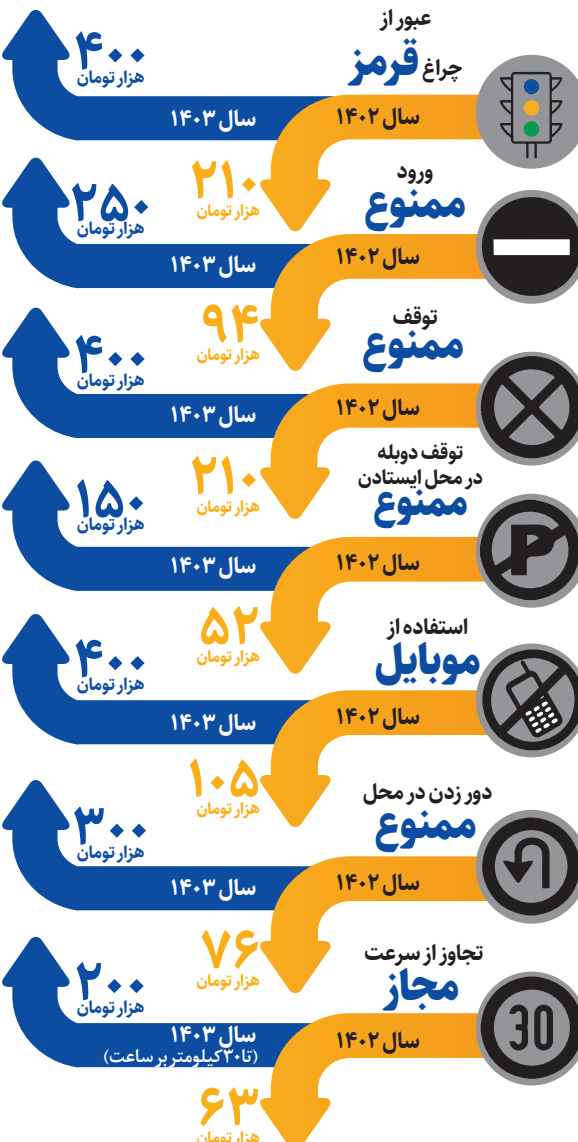 عبور از
چراغ قرمز
سال ۱۴۰۲
۲۱۰
هزار تومان
سال ۱۴۰۳
۴۰۰
هزار تومان
ورود
ممنوع
سال ۱۴۰۲
۹۴
هزار تومان
سال ۱۴۰۳
۲۵۰
هزار تومان
توقف
ممنوع
سال ۱۴۰۲
۲۱۰
هزار تومان
سال ۱۴۰۳
۴۰۰
هزار تومان
توقف دوبله
در محل ایستادن
ممنوع
P
سال ۱۴۰۲
۵۲
هزار تومان
سال ۱۴۰۳
۱۵۰
هزار تومان
استفاده از
موبایل
سال ۱۴۰۲
۱۰۵
هزار تومان
سال ۱۴۰۳
۴۰۰
هزار تومان
دور زدن در محل
ممنوع
سال ۱۴۰۲
۷۶
هزار تومان
سال ۱۴۰۳
۳۰۰
هزار تومان
تجاوز از سرعت
مجاز
30
سال ۱۴۰۲
۶۳
هزار تومان
سال ۱۴۰۳
(تا ۳۰ کیلومتر بر ساعت)
۲۰۰
هزار تومان